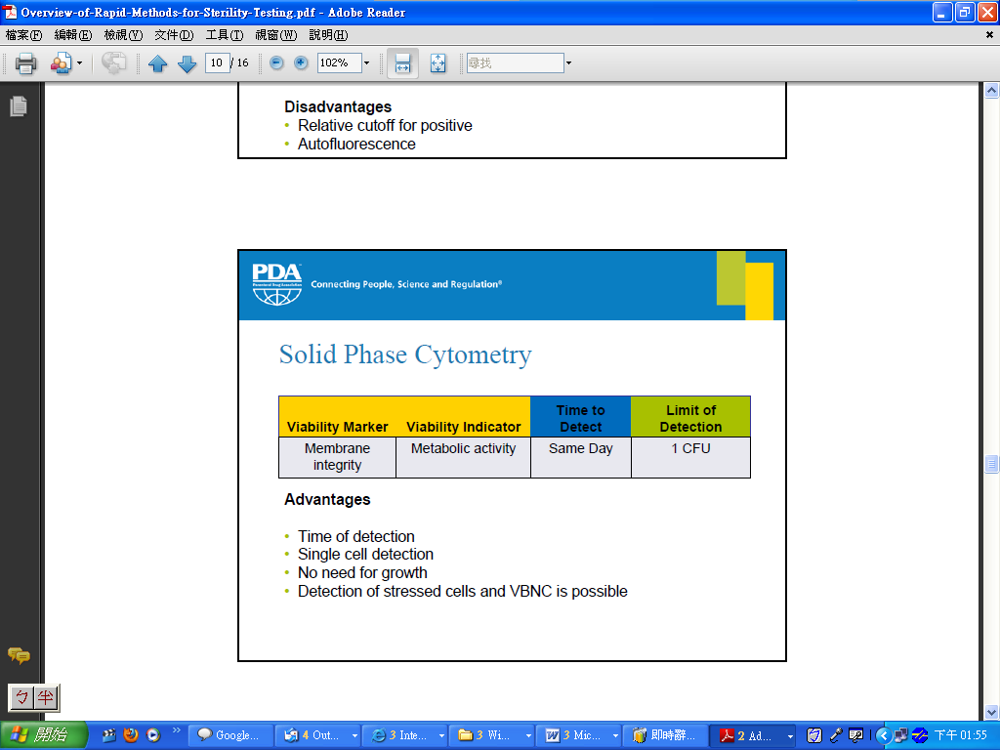 Overview-of-Rapid-Methods-for-Sterility-Testing.pdf - Adobe Reader
檔案(F) 編輯(E) 檢視(V) 文件(D) 工具(T) 視窗(W) 說明(H)
10 / 16 102% 尋找
Disadvantages
• Relative cutoff for positive
• Autofluorescence
PDA
Parenteral Drug Association
Connecting People, Science and Regulation®
Solid Phase Cytometry
Viability Marker Viability Indicator Time to Detect Limit of Detection
Membrane integrity Metabolic activity Same Day 1 CFU
Advantages
• Time of detection
• Single cell detection
• No need for growth
• Detection of stressed cells and VBNC is possible
ㄅ 半
開始 Google... 4 Out... 3 Inte... 3 Wi... 3 Mic... 即時辭... 2 Ad... 下午 01:55